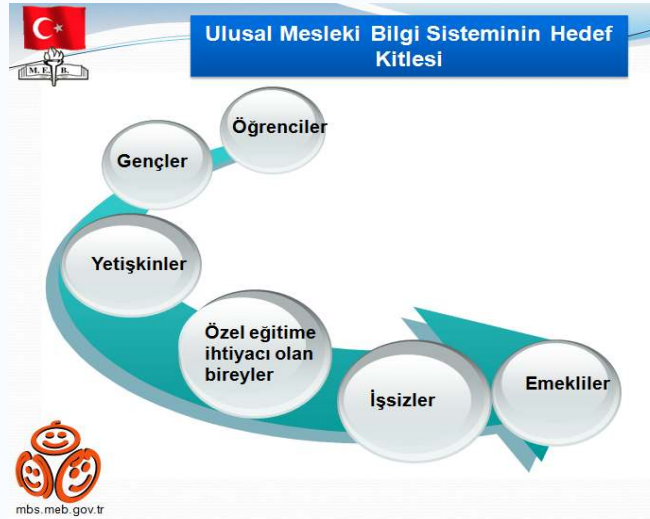 Ulusal Mesleki Bilgi Sisteminin Hedef
Kitlesi
M. E. B.
Öğrenciler
Gençler
Yetişkinler
Özel eğitime
ihtiyacı olan
bireyler
İşsizler
Emekliler
mbs.meb.gov.tr